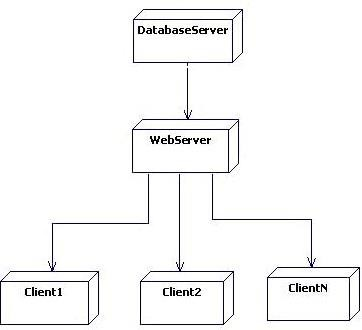 DatabaseServer
WebServer
Client1
Client2
ClientN